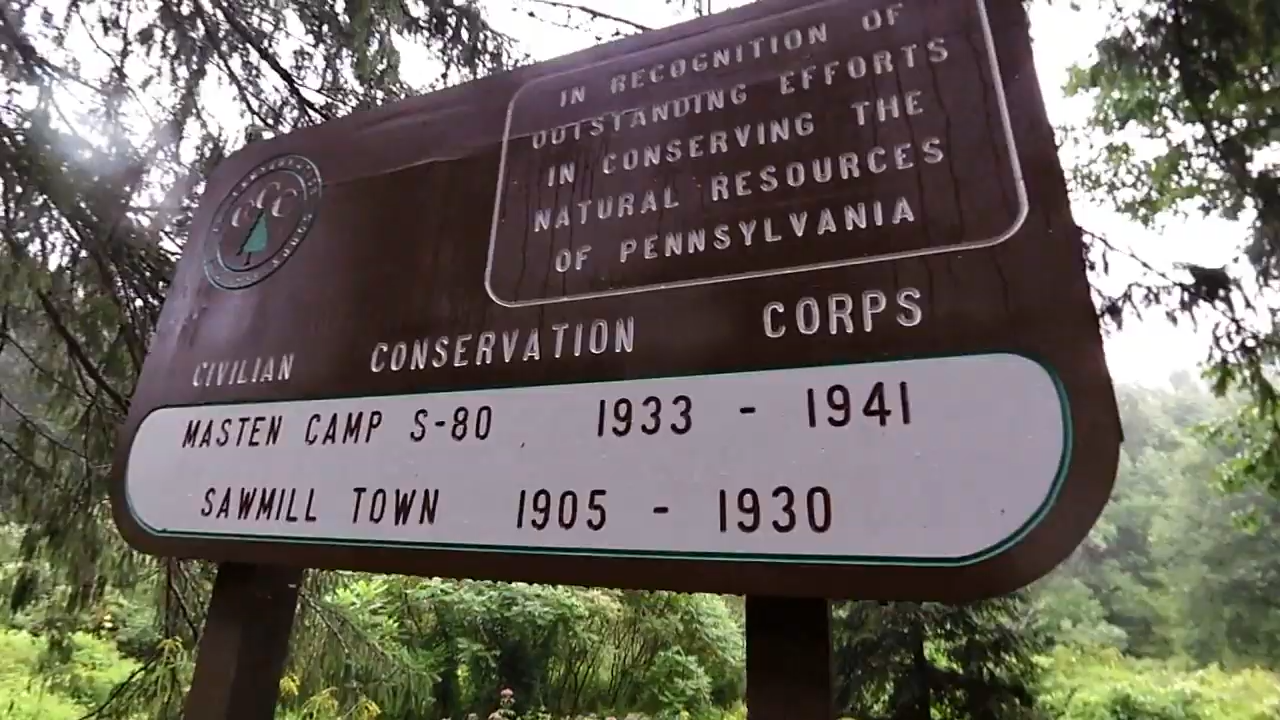 IN RECOGNITION OF
OUTSTANDING EFFORTS
IN CONSERVING THE
NATURAL RESOURCES
OF PENNSYLVANIA
CCC
CIVILIAN CONSERVATION CORPS
MASTEN CAMP S-80 1933 - 1941
SAWMILL TOWN 1905 - 1930